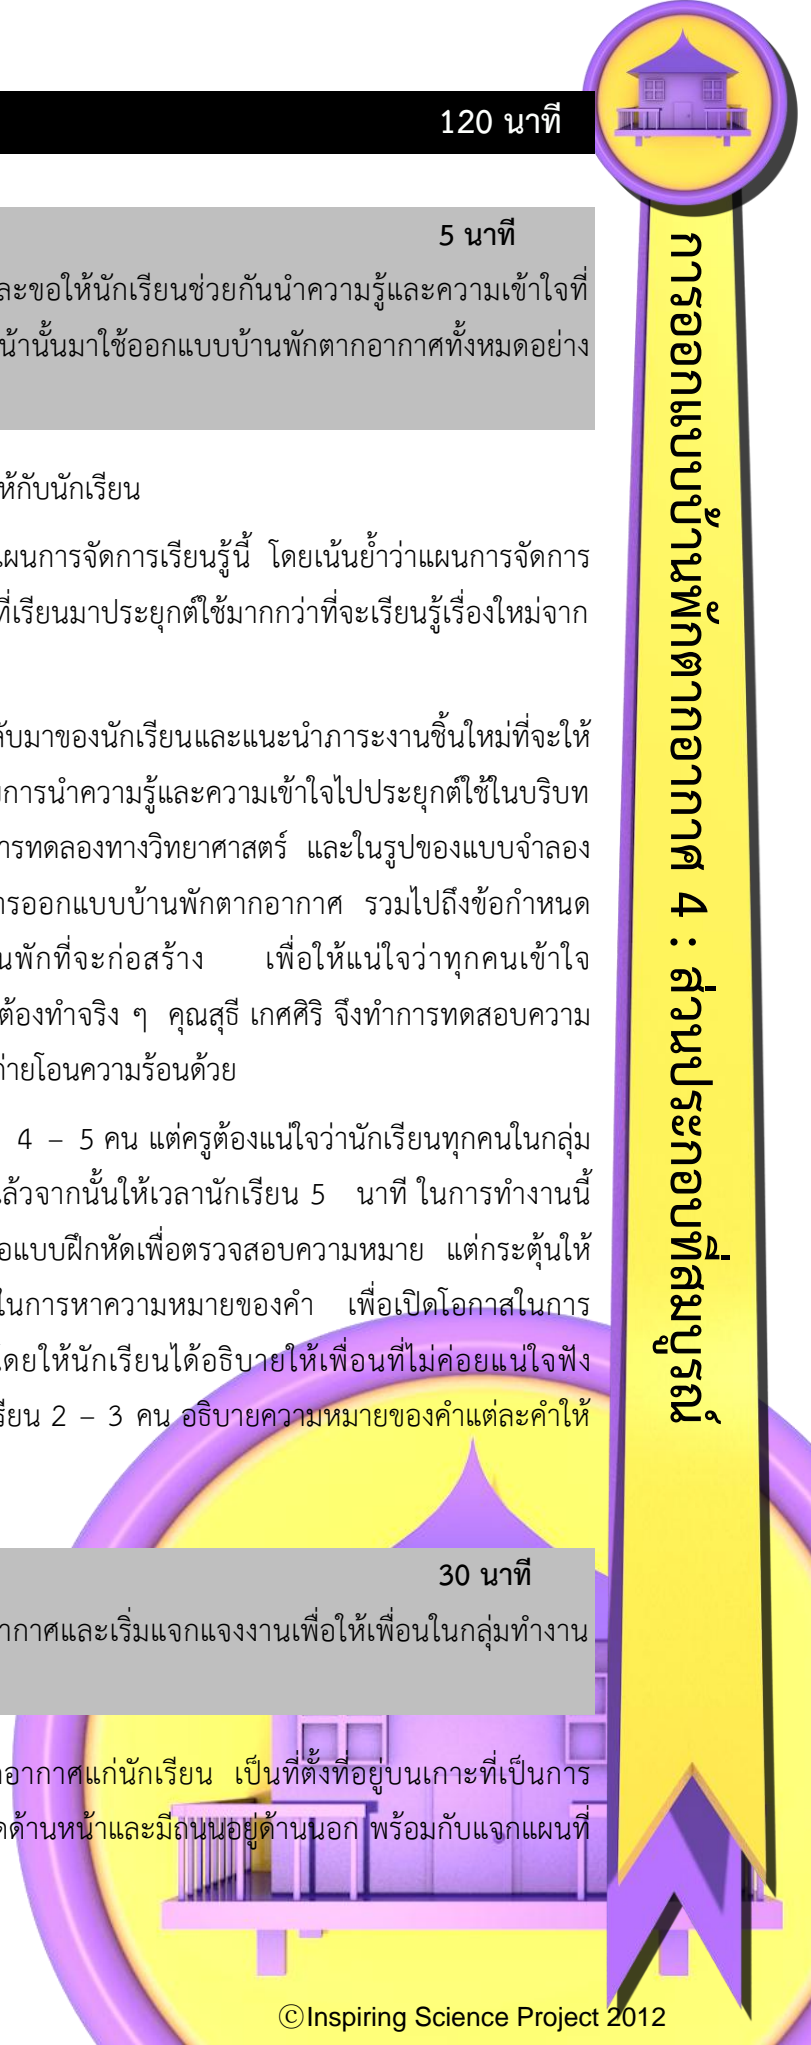 120 นาที
5 นาที
ละขอให้นักเรียนช่วยกันนำความรู้และความเข้าใจที่
น้านั้นมาใช้ออกแบบบ้านพักตากอากาศทั้งหมดอย่าง
ห้กับนักเรียน
แผนการจัดการเรียนรู้นี้ โดยเน้นย้ำว่าแผนการจัดการ
ที่เรียนมาประยุกต์ใช้มากกว่าที่จะเรียนรู้เรื่องใหม่จาก
ลับมาของนักเรียนและแนะนำภาระงานชิ้นใหม่ที่จะให้
งการนำความรู้และความเข้าใจไปประยุกต์ใช้ในบริบท
ารทดลองทางวิทยาศาสตร์ และในรูปของแบบจำลอง
ารออกแบบบ้านพักตากอากาศ รวมไปถึงข้อกำหนด
นพักที่จะก่อสร้าง เพื่อให้แน่ใจว่าทุกคนเข้าใจ
ต้องทำจริง ๆ คุณสุธี เกศศิริ จึงทำการทดสอบความ
ถ่ายโอนความร้อนด้วย
4 – 5 คน แต่ครูต้องแน่ใจว่านักเรียนทุกคนในกลุ่ม
ล้วจากนั้นให้เวลานักเรียน 5 นาที ในการทำงานนี้
อแบบฝึกหัดเพื่อตรวจสอบความหมาย แต่กระตุ้นให้
ในการหาความหมายของคำ เพื่อเปิดโอกาสในการ
โดยให้นักเรียนได้อธิบายให้เพื่อนที่ไม่ค่อยแน่ใจฟัง
รียน 2 – 3 คน อธิบายความหมายของคำแต่ละคำให้
30 นาที
ากาศและเริ่มแจกแจงงานเพื่อให้เพื่อนในกลุ่มทำงาน
อากาศแก่นักเรียน เป็นที่ตั้งที่อยู่บนเกาะที่เป็นการ
ด้านหน้าและมีถนนอยู่ด้านนอก พร้อมกับแจกแผนที่
การออกแบบบ้านพักตากอากาศ 4 : ส่วนประกอบที่สมบูรณ์
©Inspiring Science Project 2012